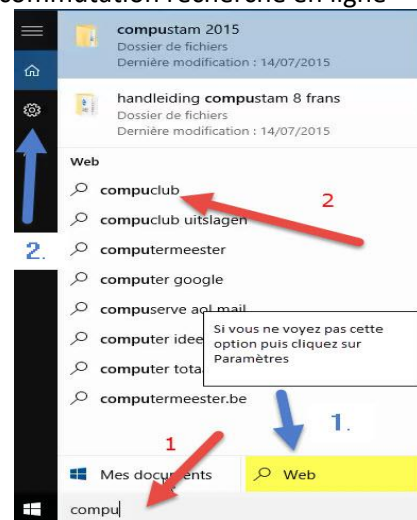 commutation recherche en ligne
compustam 2015
Dossier de fichiers
Dernière modification : 14/07/2015
handleiding compustam 8 frans
Dossier de fichiers
Dernière modification : 14/07/2015
Web
compuclub
2
compuclub uitslagen
2.
computermeester
computer google
compuserve aol mail
Si vous ne voyez pas cette
option puis cliquez sur
Paramètres
computer idee
computer tota
computermeester.be
1.
1
Mes documents
Web
compu